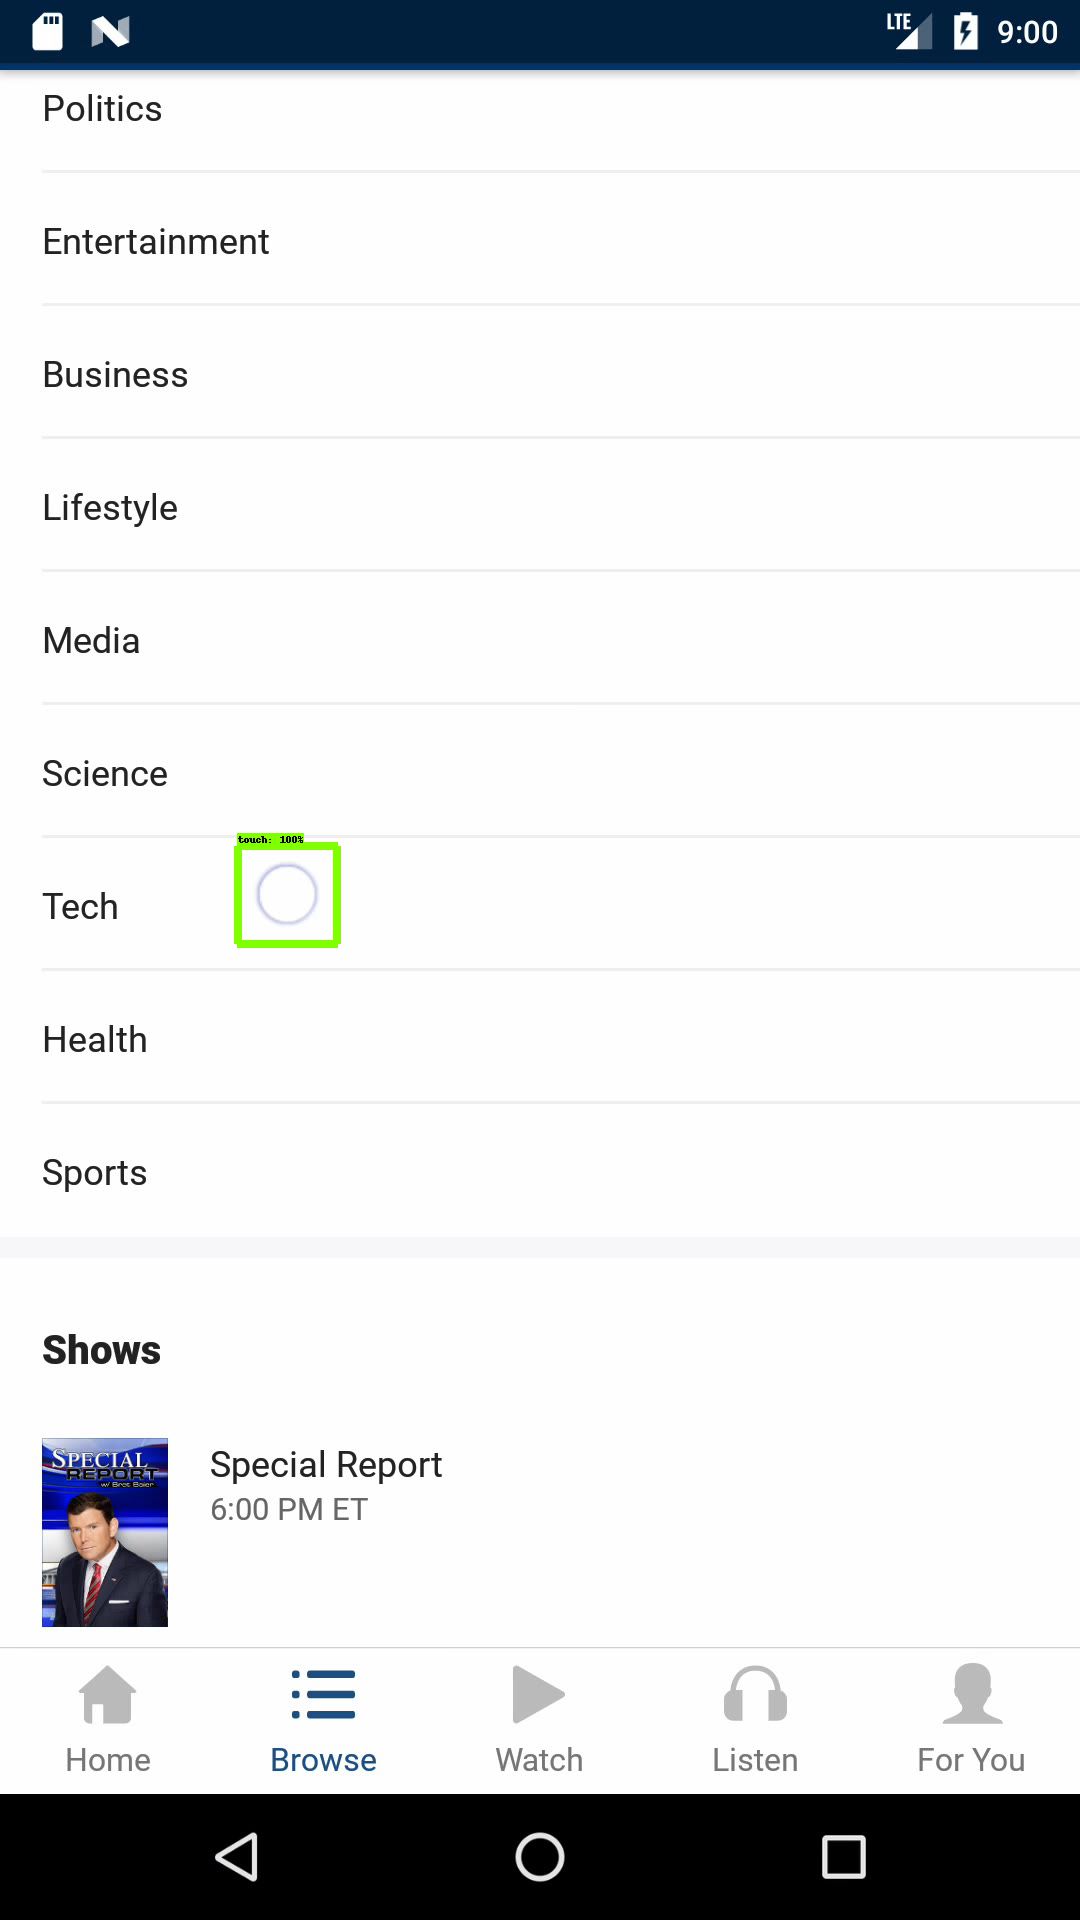 LTE 9:00
Politics
Entertainment
Business
Lifestyle
Media
Science
touch: 100%
Tech
Health
Sports
Shows
SPECIAL
REPORT
w/ Bret Baier
Special Report
6:00 PM ET
Home
Browse
Watch
Listen
For You